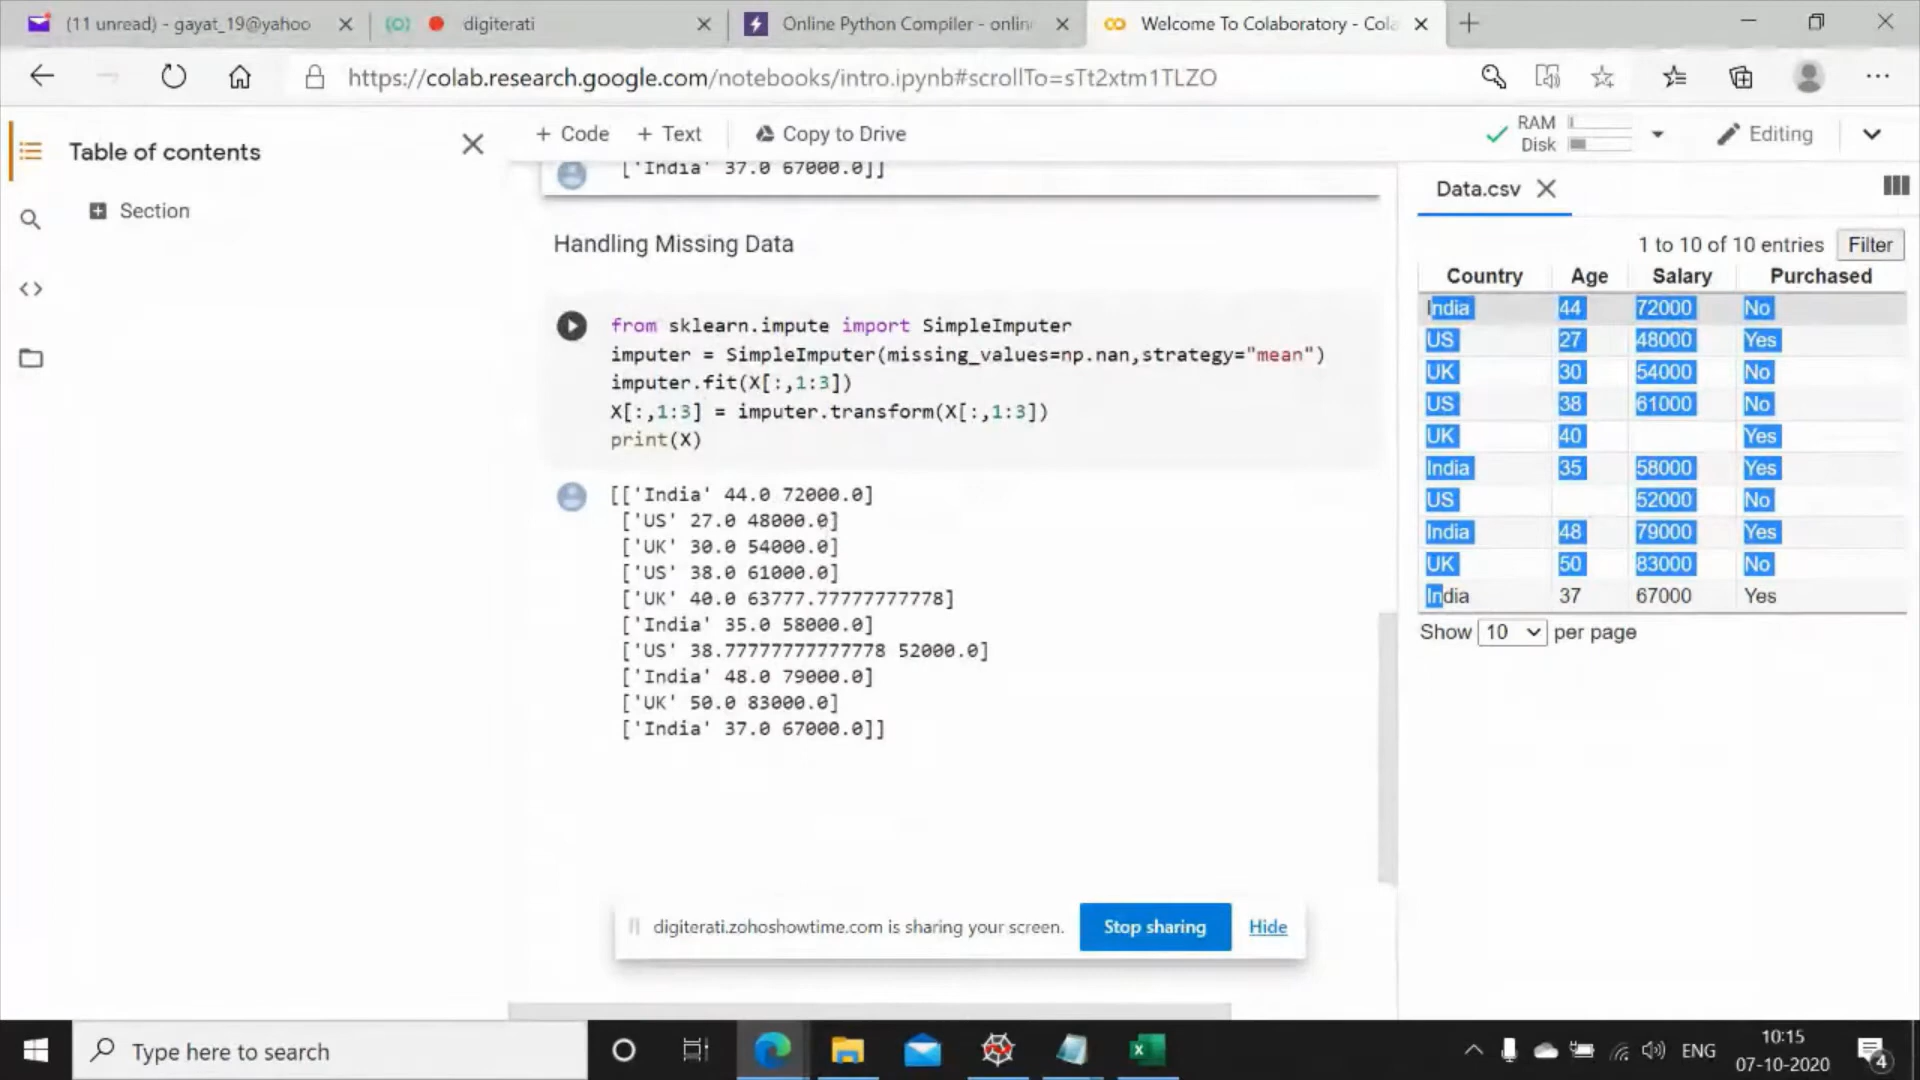 (11 unread) - gayat_19@yahoo
digiterati
Online Python Compiler - onlin
Welcome To Colaboratory - Cola
https://colab.research.google.com/notebooks/intro.ipynb#scrollTo=sTt2xtm1TLZO
Table of contents
Section
+ Code + Text Copy to Drive
RAM
Disk
Editing
['India' 37.0 67000.0]]
Handling Missing Data
from sklearn.impute import SimpleImputer
imputer = SimpleImputer(missing_values=np.nan,strategy="mean")
imputer.fit(X[:,1:3])
X[:,1:3] = imputer.transform(X[:,1:3])
print(X)
[['India' 44.0 72000.0]
['US' 27.0 48000.0]
['UK' 30.0 54000.0]
['US' 38.0 61000.0]
['UK' 40.0 63777.77777777778]
['India' 35.0 58000.0]
['US' 38.77777777777778 52000.0]
['India' 48.0 79000.0]
['UK' 50.0 83000.0]
['India' 37.0 67000.0]]
Data.csv
1 to 10 of 10 entries Filter
Country Age Salary Purchased
India 44 72000 No
US 27 48000 Yes
UK 30 54000 No
US 38 61000 No
UK 40 Yes
India 35 58000 Yes
US 52000 No
India 48 79000 Yes
UK 50 83000 No
India 37 67000 Yes
Show 10 per page
digiterati.zohoshowtime.com is sharing your screen. Stop sharing Hide
Type here to search
ENG
10:15
07-10-2020
4